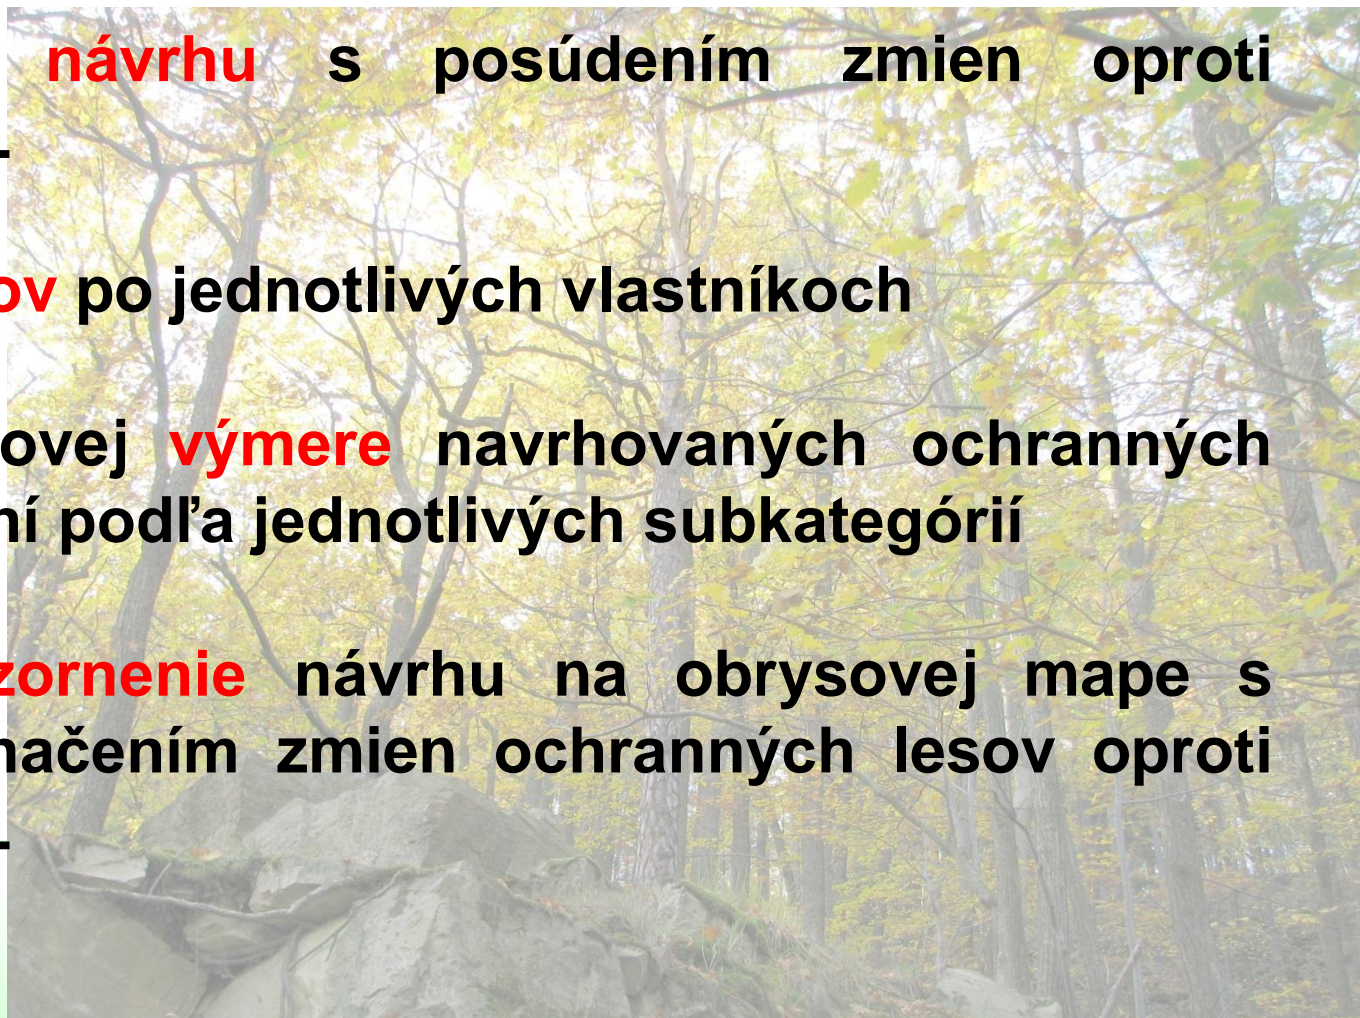 návrhu s posúdením zmien oproti
ov po jednotlivých vlastníkoch
ovej výmere navrhovaných ochranných
ní podľa jednotlivých subkategórií
zornenie návrhu na obrysovej mape s
načením zmien ochranných lesov oproti